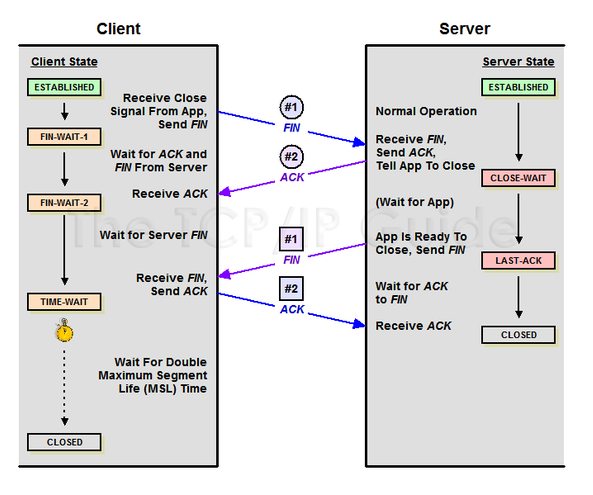 Client
Server
Client State
Server State
ESTABLISHED
ESTABLISHED
Receive Close
Signal From App,
Send FIN
#1
FIN
Normal Operation
FIN-WAIT-1
Receive FIN,
Send ACK,
Tell App To Close
Wait for ACK and
FIN From Server
#2
ACK
CLOSE-WAIT
Receive ACK
FIN-WAIT-2
(Wait for App)
The TCP/IP Guide
Wait for Server FIN
#1
FIN
App Is Ready To
Close, Send FIN
LAST-ACK
Receive FIN,
Send ACK
#2
ACK
Wait for ACK
to FIN
TIME-WAIT
Receive ACK
CLOSED
Wait For Double
Maximum Segment
Life (MSL) Time
CLOSED